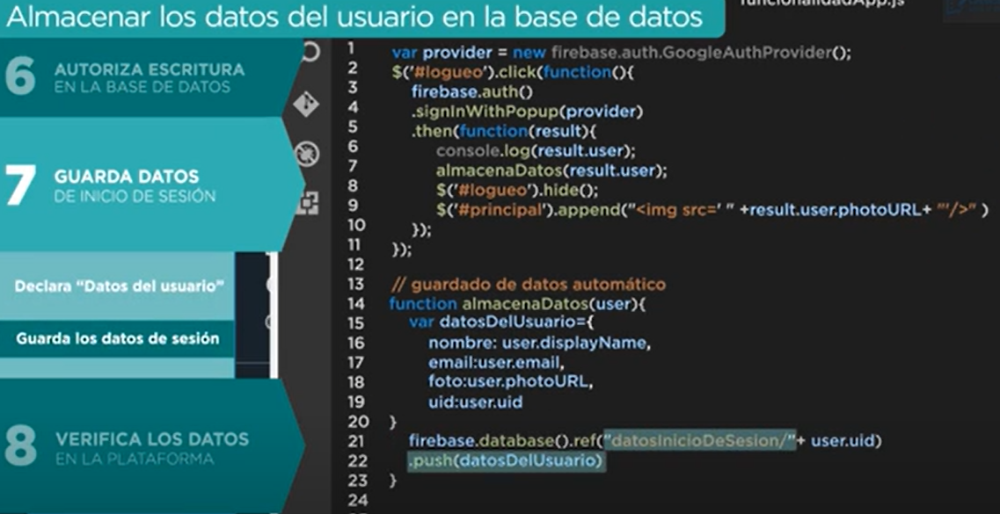 Almacenar los datos del usuario en la base de datos
funcionalidadApp.js
6 AUTORIZA ESCRITURA
EN LA BASE DE DATOS
7 GUARDA DATOS
DE INICIO DE SESIÓN
Declara "Datos del usuario"
Guarda los datos de sesión
8 VERIFICA LOS DATOS
EN LA PLATAFORMA
1 var provider = new firebase.auth.GoogleAuthProvider();
2 $('#logueo').click(function(){
3 firebase.auth()
4 .signInWithPopup(provider)
5 .then(function(result){
6 console.log(result.user);
7 almacenaDatos(result.user);
8 $('#logueo').hide();
9 $('#principal').append("<img src=' " +result.user.photoURL+ "'/>" )
10 });
11 });
12
13 // guardado de datos automático
14 function almacenaDatos(user){
15 var datosDelUsuario={
16 nombre: user.displayName,
17 email:user.email,
18 foto:user.photoURL,
19 uid:user.uid
20 }
21 firebase.database().ref("datosInicioDeSesion/"+ user.uid)
22 .push(datosDelUsuario)
23 }
24